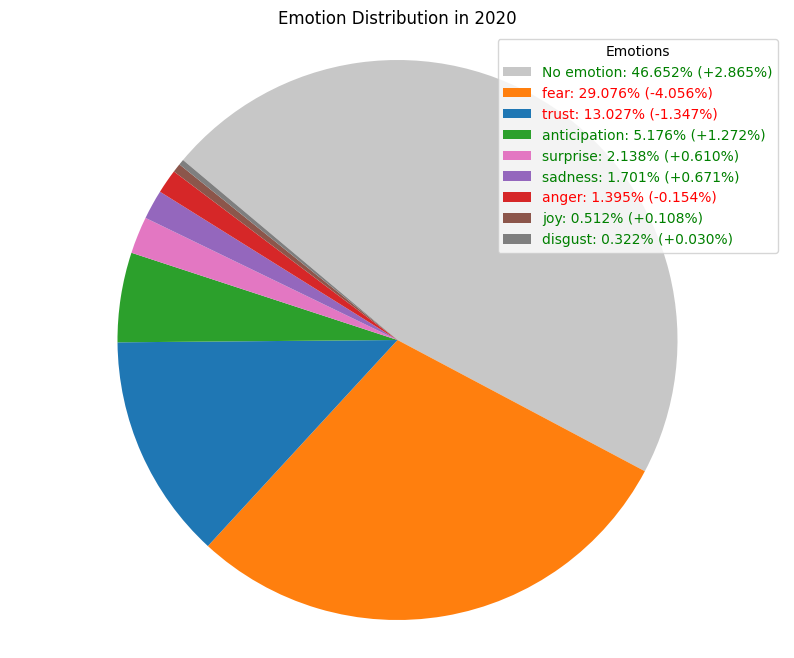 Emotion Distribution in 2020
Emotions
No emotion: 46.652% (+2.865%)
fear: 29.076% (-4.056%)
trust: 13.027% (-1.347%)
anticipation: 5.176% (+1.272%)
surprise: 2.138% (+0.610%)
sadness: 1.701% (+0.671%)
anger: 1.395% (-0.154%)
joy: 0.512% (+0.108%)
disgust: 0.322% (+0.030%)